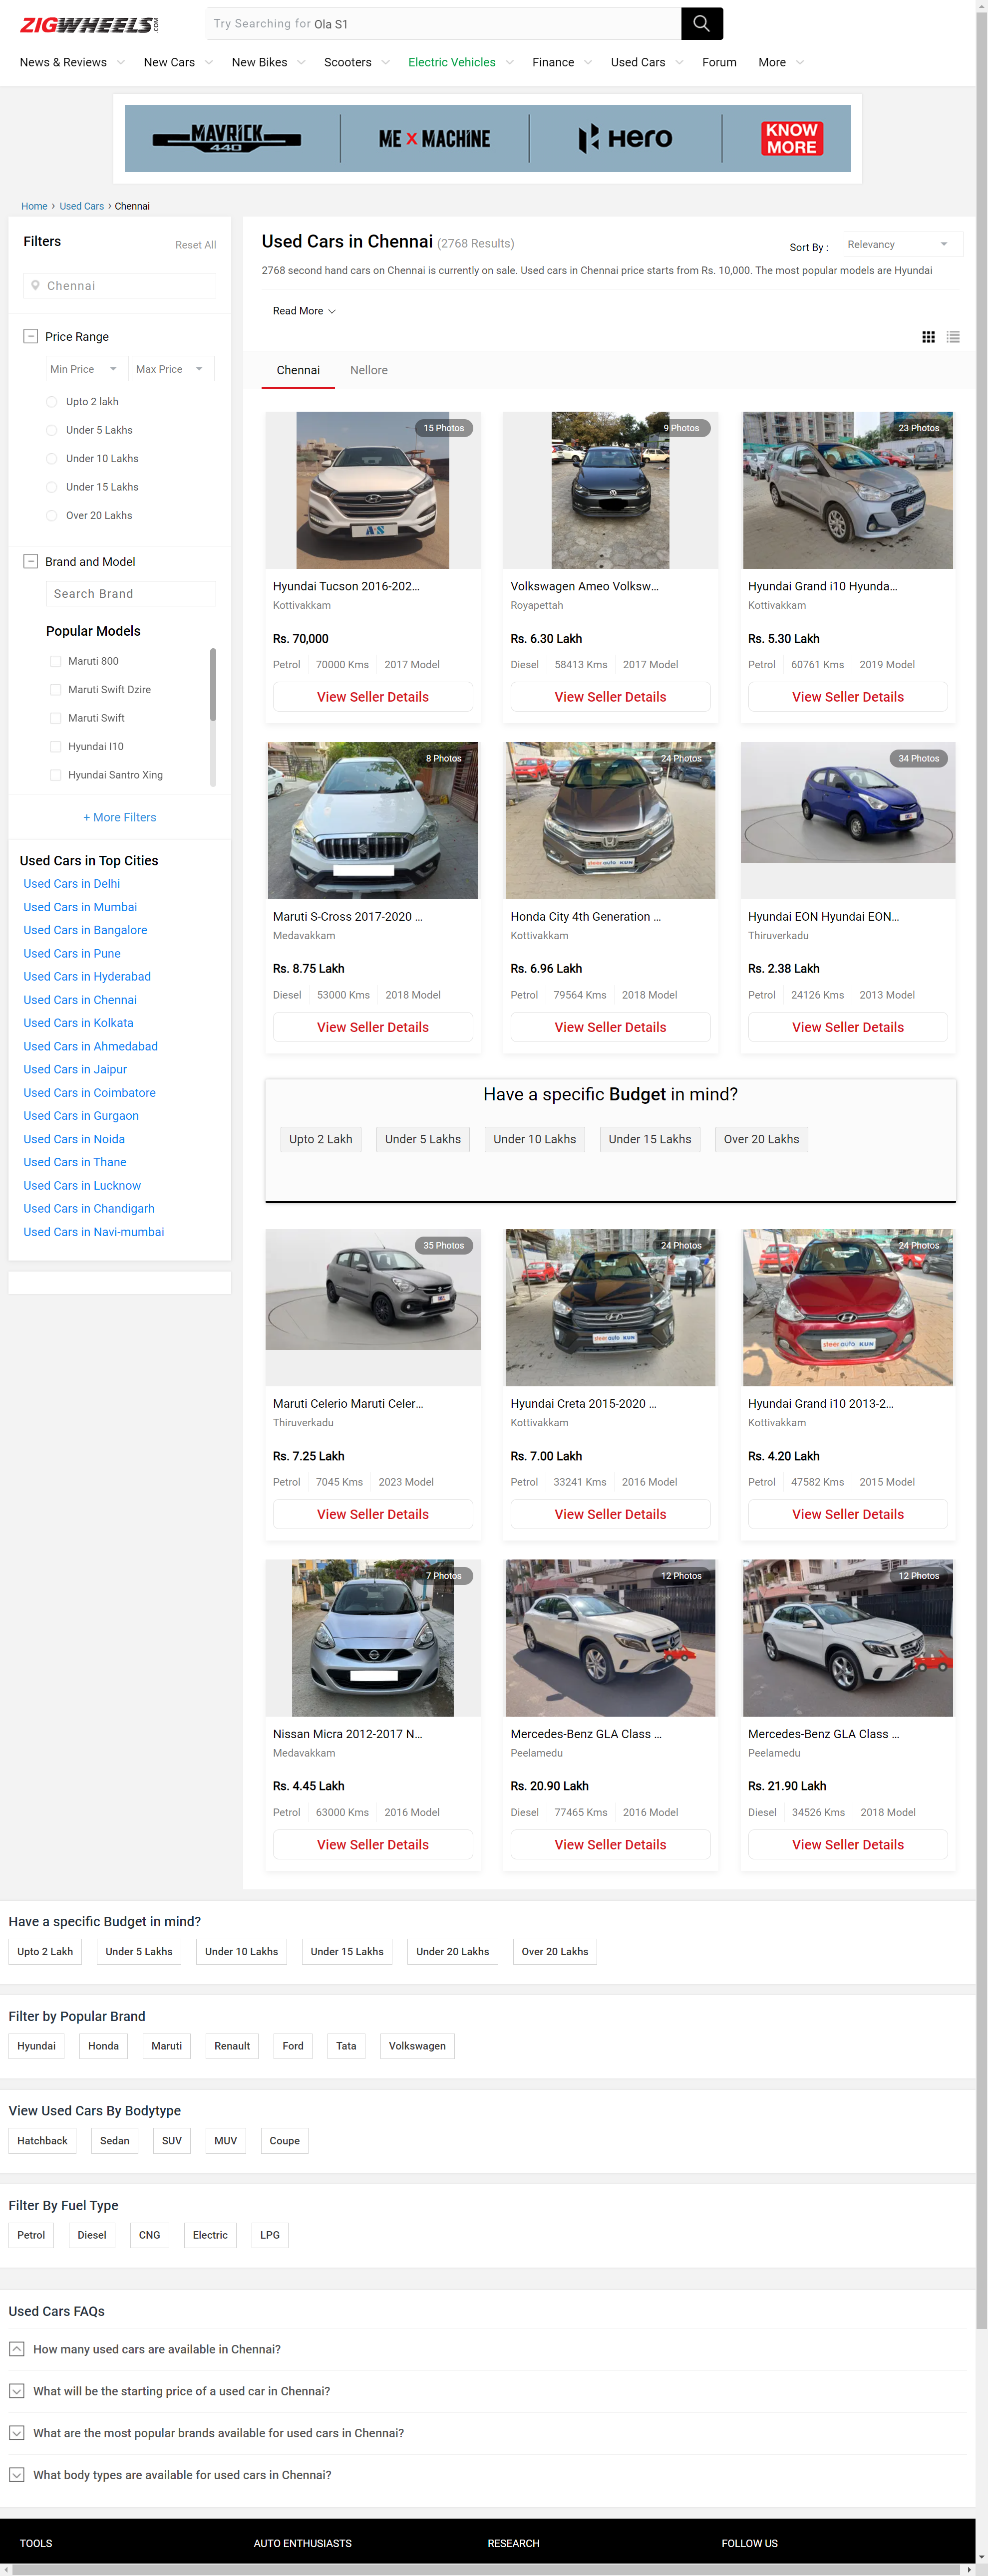 ZIGWHEELS.COM
Try Searching for Ola S1
News & Reviews New Cars New Bikes Scooters Electric Vehicles Finance Used Cars Forum More
MAVRICK 440 ME X MACHINE Hero KNOW MORE
Home › Used Cars › Chennai
Filters
Reset All
Chennai
Price Range
Min Price Max Price
Upto 2 lakh
Under 5 Lakhs
Under 10 Lakhs
Under 15 Lakhs
Over 20 Lakhs
Brand and Model
Search Brand
Popular Models
Maruti 800
Maruti Swift Dzire
Maruti Swift
Hyundai I10
Hyundai Santro Xing
+ More Filters
Used Cars in Top Cities
Used Cars in Delhi
Used Cars in Mumbai
Used Cars in Bangalore
Used Cars in Pune
Used Cars in Hyderabad
Used Cars in Chennai
Used Cars in Kolkata
Used Cars in Ahmedabad
Used Cars in Jaipur
Used Cars in Coimbatore
Used Cars in Gurgaon
Used Cars in Noida
Used Cars in Thane
Used Cars in Lucknow
Used Cars in Chandigarh
Used Cars in Navi-mumbai
Used Cars in Chennai (2768 Results)
Sort By : Relevancy
2768 second hand cars on Chennai is currently on sale. Used cars in Chennai price starts from Rs. 10,000. The most popular models are Hyundai
Read More
Chennai Nellore
15 Photos
A S
Hyundai Tucson 2016-202...
Kottivakkam
Rs. 70,000
Petrol 70000 Kms 2017 Model
View Seller Details
9 Photos
Volkswagen Ameo Volksw...
Royapettah
Rs. 6.30 Lakh
Diesel 58413 Kms 2017 Model
View Seller Details
23 Photos
Hyundai Grand i10 Hyunda...
Kottivakkam
Rs. 5.30 Lakh
Petrol 60761 Kms 2019 Model
View Seller Details
8 Photos
Maruti S-Cross 2017-2020 ...
Medavakkam
Rs. 8.75 Lakh
Diesel 53000 Kms 2018 Model
View Seller Details
24 Photos
steer auto KUN
Honda City 4th Generation ...
Kottivakkam
Rs. 6.96 Lakh
Petrol 79564 Kms 2018 Model
View Seller Details
34 Photos
Hyundai EON Hyundai EON...
Thiruverkadu
Rs. 2.38 Lakh
Petrol 24126 Kms 2013 Model
View Seller Details
Have a specific Budget in mind?
Upto 2 Lakh Under 5 Lakhs Under 10 Lakhs Under 15 Lakhs Over 20 Lakhs
35 Photos
Maruti Celerio Maruti Celer...
Thiruverkadu
Rs. 7.25 Lakh
Petrol 7045 Kms 2023 Model
View Seller Details
24 Photos
steer auto KUN
Hyundai Creta 2015-2020 ...
Kottivakkam
Rs. 7.00 Lakh
Petrol 33241 Kms 2016 Model
View Seller Details
24 Photos
steer auto KUN
Hyundai Grand i10 2013-2...
Kottivakkam
Rs. 4.20 Lakh
Petrol 47582 Kms 2015 Model
View Seller Details
7 Photos
Nissan Micra 2012-2017 N...
Medavakkam
Rs. 4.45 Lakh
Petrol 63000 Kms 2016 Model
View Seller Details
12 Photos
Mercedes-Benz GLA Class ...
Peelamedu
Rs. 20.90 Lakh
Diesel 77465 Kms 2016 Model
View Seller Details
12 Photos
Mercedes-Benz GLA Class ...
Peelamedu
Rs. 21.90 Lakh
Diesel 34526 Kms 2018 Model
View Seller Details
Have a specific Budget in mind?
Upto 2 Lakh Under 5 Lakhs Under 10 Lakhs Under 15 Lakhs Under 20 Lakhs Over 20 Lakhs
Filter by Popular Brand
Hyundai Honda Maruti Renault Ford Tata Volkswagen
View Used Cars By Bodytype
Hatchback Sedan SUV MUV Coupe
Filter By Fuel Type
Petrol Diesel CNG Electric LPG
Used Cars FAQs
How many used cars are available in Chennai?
What will be the starting price of a used car in Chennai?
What are the most popular brands available for used cars in Chennai?
What body types are available for used cars in Chennai?
TOOLS AUTO ENTHUSIASTS RESEARCH FOLLOW US